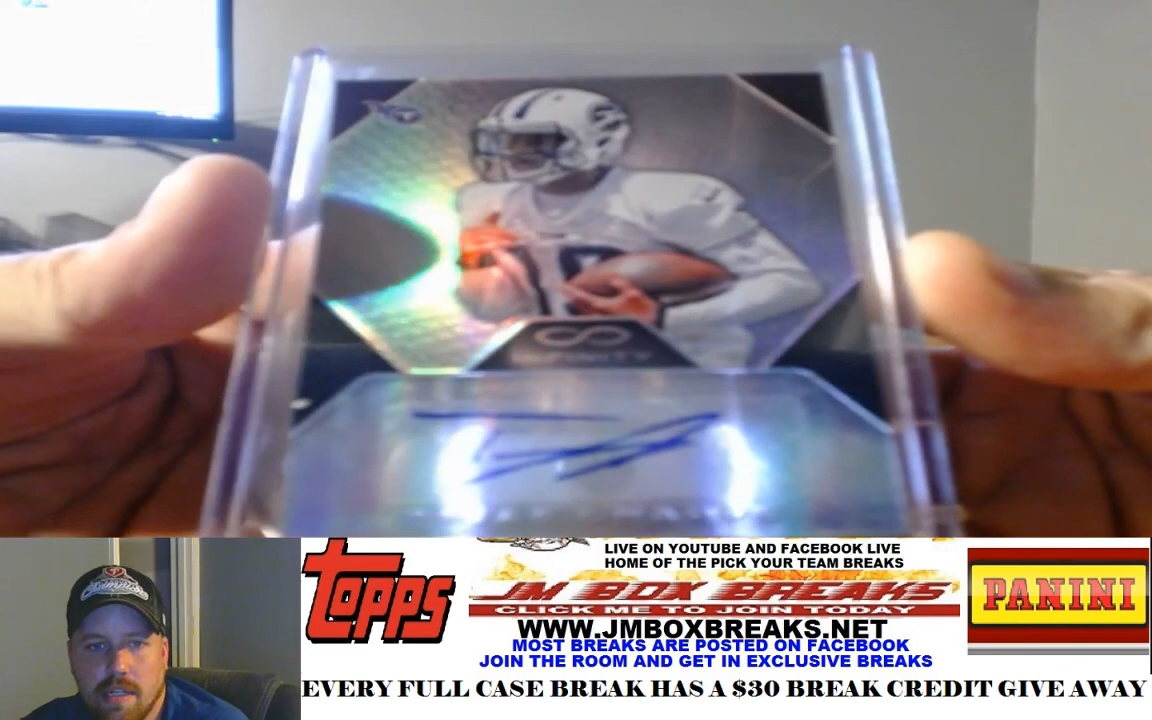 INFINITY
TOPPS
LIVE ON YOUTUBE AND FACEBOOK LIVE
HOME OF THE PICK YOUR TEAM BREAKS
JM BOX BREAKS
CLICK ME TO JOIN TODAY
WWW.JMBOXBREAKS.NET
MOST BREAKS ARE POSTED ON FACEBOOK
JOIN THE ROOM AND GET IN EXCLUSIVE BREAKS
PANINI
EVERY FULL CASE BREAK HAS A $30 BREAK CREDIT GIVE AWAY